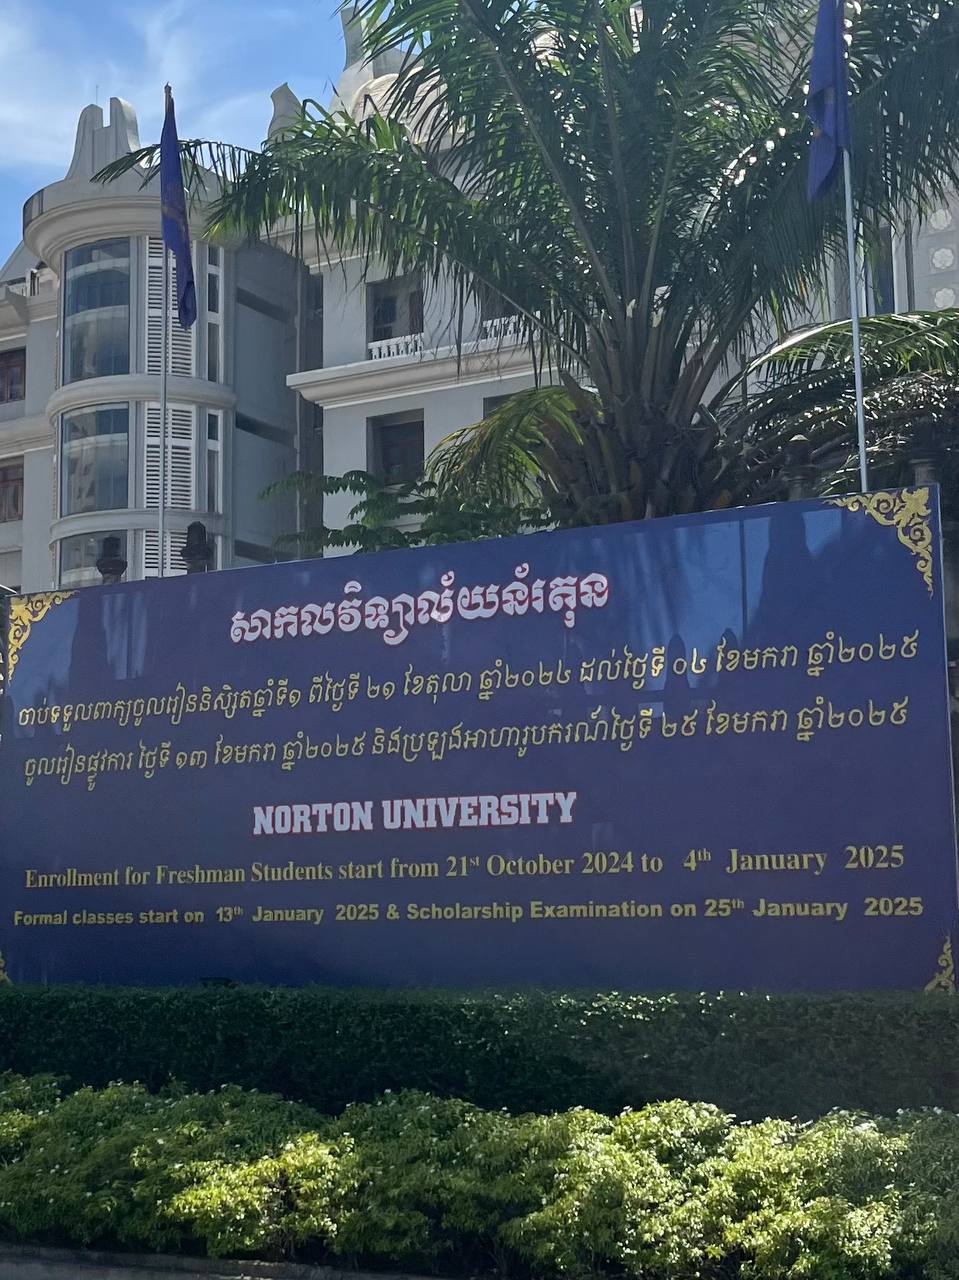 សាកលវិទ្យាល័យន័រតុន
ចាប់ទទួលពាក្យចូលរៀននិស្សិតឆ្នាំទី១ ពីថ្ងៃទី ២១ ខែតុលា ឆ្នាំ២០២៤ ដល់ថ្ងៃទី ០៤ ខែមករា ឆ្នាំ២០២៥
ចូលរៀនផ្លូវការ ថ្ងៃទី ១៣ ខែមករា ឆ្នាំ២០២៥ និងប្រឡងអាហារូបករណ៍ថ្ងៃទី ២៥ ខែមករា ឆ្នាំ២០២៥
NORTON UNIVERSITY
Enrollment for Freshman Students start from 21st October 2024 to 4th January 2025
Formal classes start on 13th January 2025 & Scholarship Examination on 25th January 2025